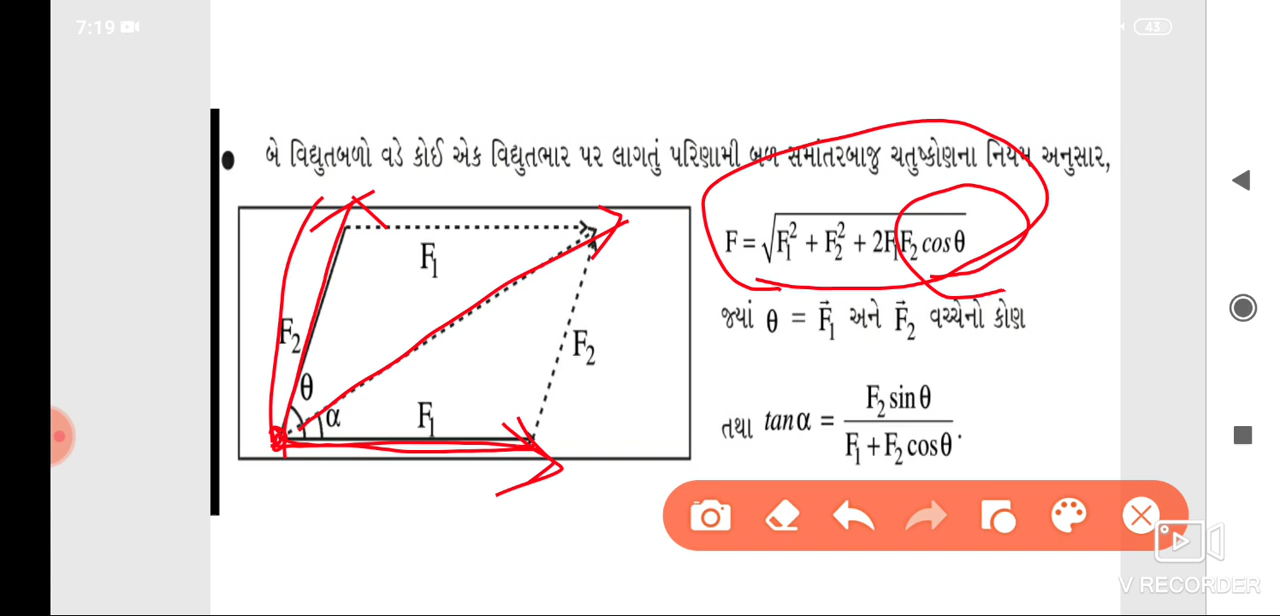 7:19
43
બે વિદ્યુતબળો વડે કોઈ એક વિદ્યુતભાર પર લાગતું પરિણામી બળ સમાંતરબાજુ ચતુષ્કોણના નિયમ અનુસાર,
F₁
F = √(F₁² + F₂² + 2F₁F₂ cosθ)
જ્યાં θ = F⃗₁ અને F⃗₂ વચ્ચેનો કોણ
F₂
F₂
θ
α
F₁
તથા tanα = F₂ sinθ / F₁ + F₂ cosθ .
V RECORDER